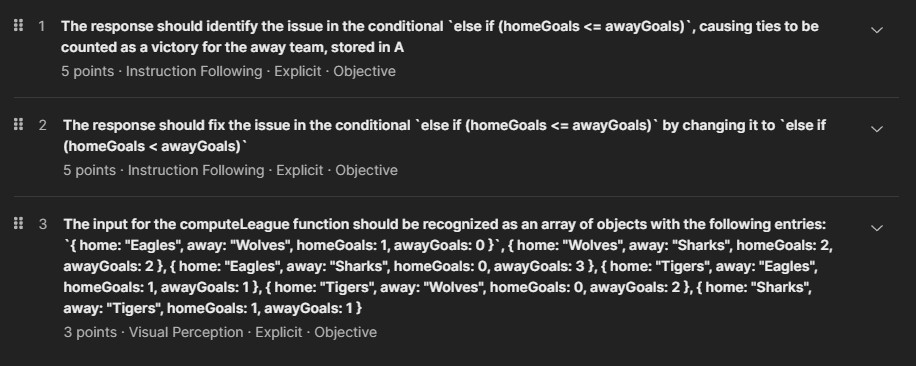 1 The response should identify the issue in the conditional `else if (homeGoals <= awayGoals)`, causing ties to be
counted as a victory for the away team, stored in A
5 points · Instruction Following · Explicit · Objective
2 The response should fix the issue in the conditional `else if (homeGoals <= awayGoals)` by changing it to `else if
(homeGoals < awayGoals)`
5 points · Instruction Following · Explicit · Objective
3 The input for the computeLeague function should be recognized as an array of objects with the following entries:
`{ home: "Eagles", away: "Wolves", homeGoals: 1, awayGoals: 0 }`, { home: "Wolves", away: "Sharks", homeGoals: 2,
awayGoals: 2 }, { home: "Eagles", away: "Sharks", homeGoals: 0, awayGoals: 3 }, { home: "Tigers", away: "Eagles",
homeGoals: 1, awayGoals: 1 }, { home: "Tigers", away: "Wolves", homeGoals: 0, awayGoals: 2 }, { home: "Sharks",
away: "Tigers", homeGoals: 1, awayGoals: 1 }
3 points · Visual Perception · Explicit · Objective